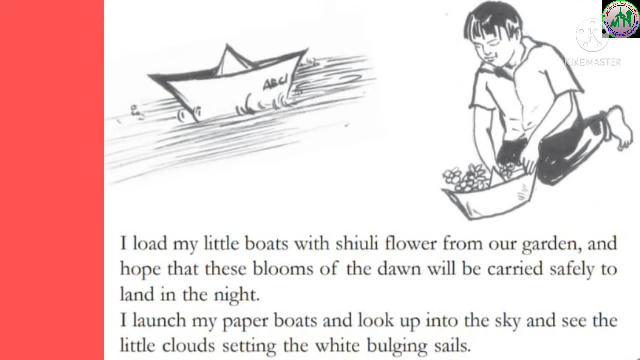 KINEMASTER
ABCI
I load my little boats with shiuli flower from our garden, and
hope that these blooms of the dawn will be carried safely to
land in the night.
I launch my paper boats and look up into the sky and see the
little clouds setting the white bulging sails.